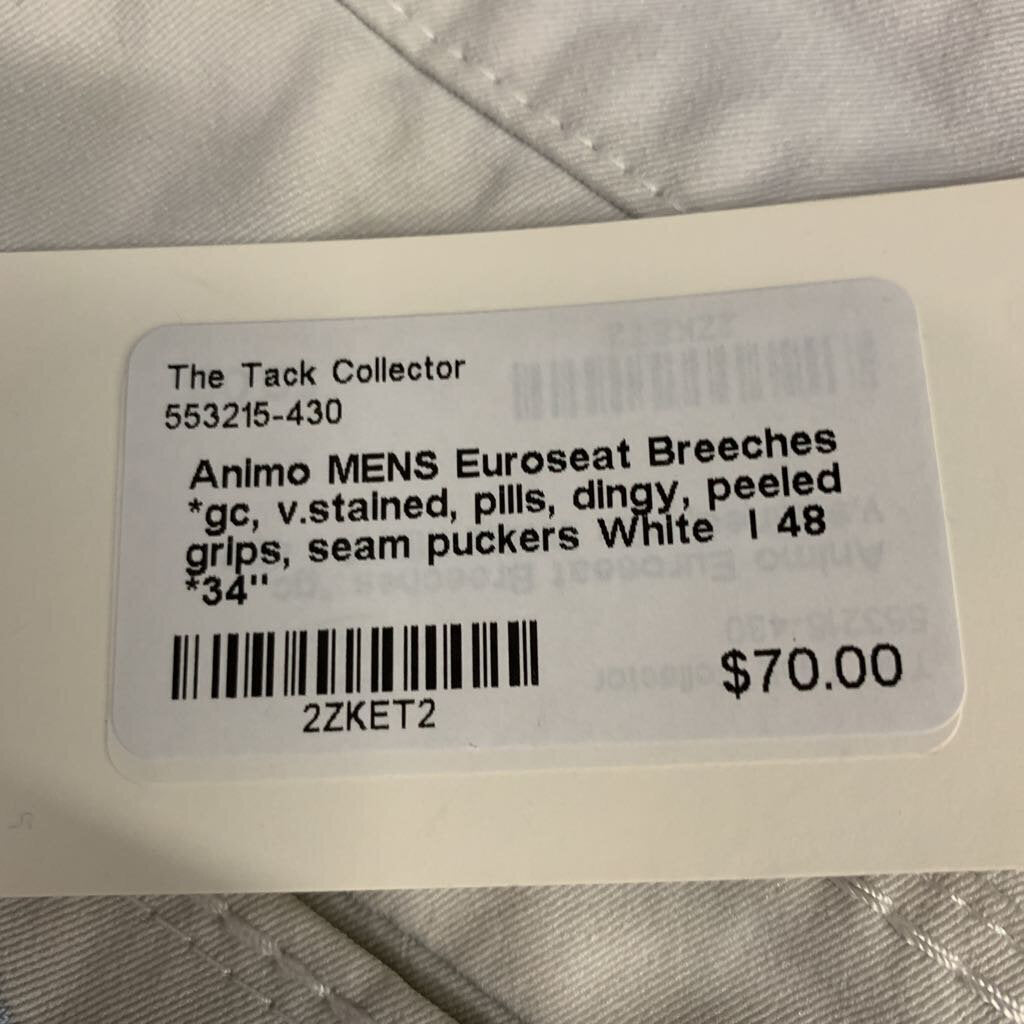 The Tack Collector
553215-430
Animo MENS Euroseat Breeches
*gc, v.stained, pills, dingy, peeled
grips, seam puckers White I 48
*34"
2ZKET2
$70.00